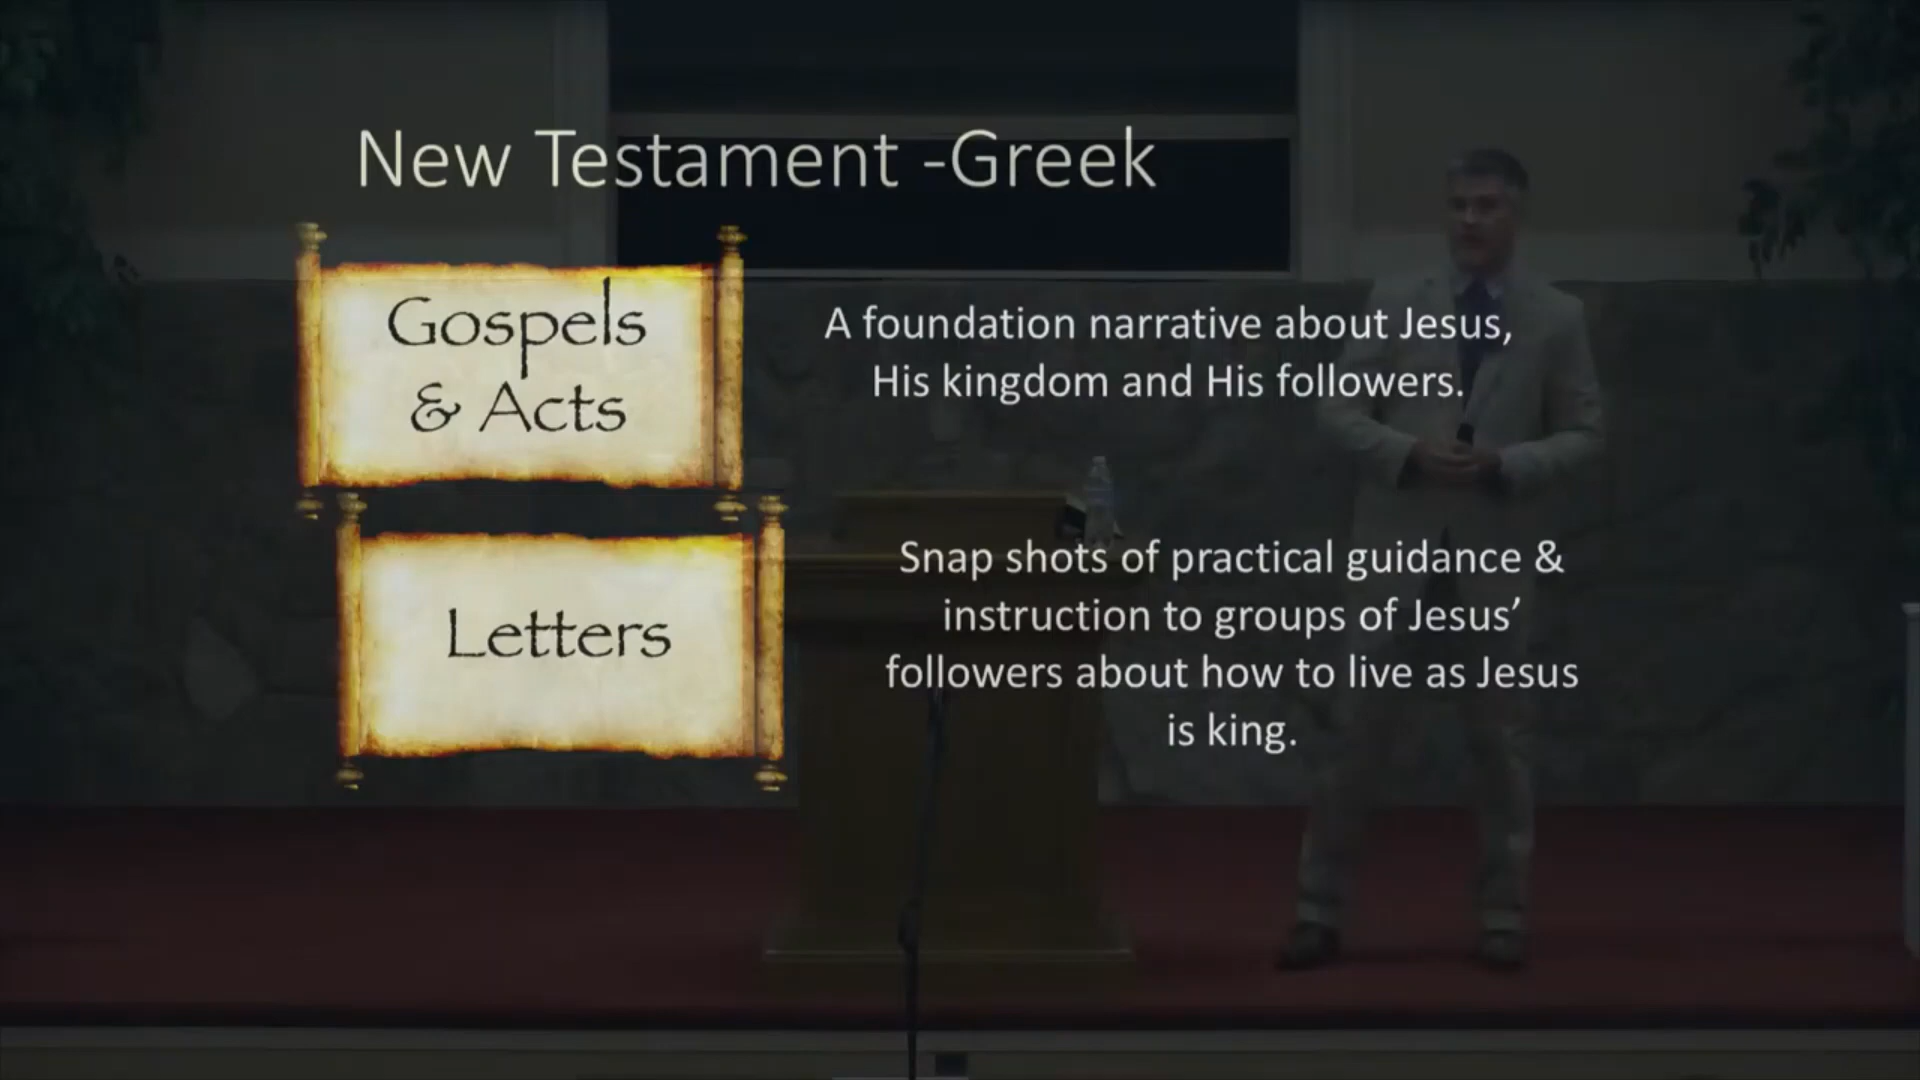 New Testament -Greek
Gospels
& Acts
A foundation narrative about Jesus,
His kingdom and His followers.
Letters
Snap shots of practical guidance &
instruction to groups of Jesus’
followers about how to live as Jesus
is king.